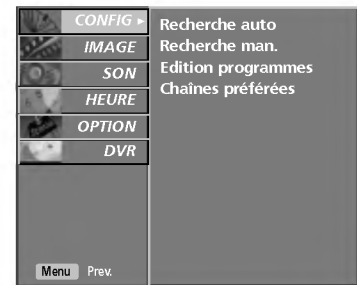 CONFIG ▸
IMAGE
SON
HEURE
OPTION
DVR
Menu Prev.
Recherche auto
Recherche man.
Edition programmes
Chaînes préférées